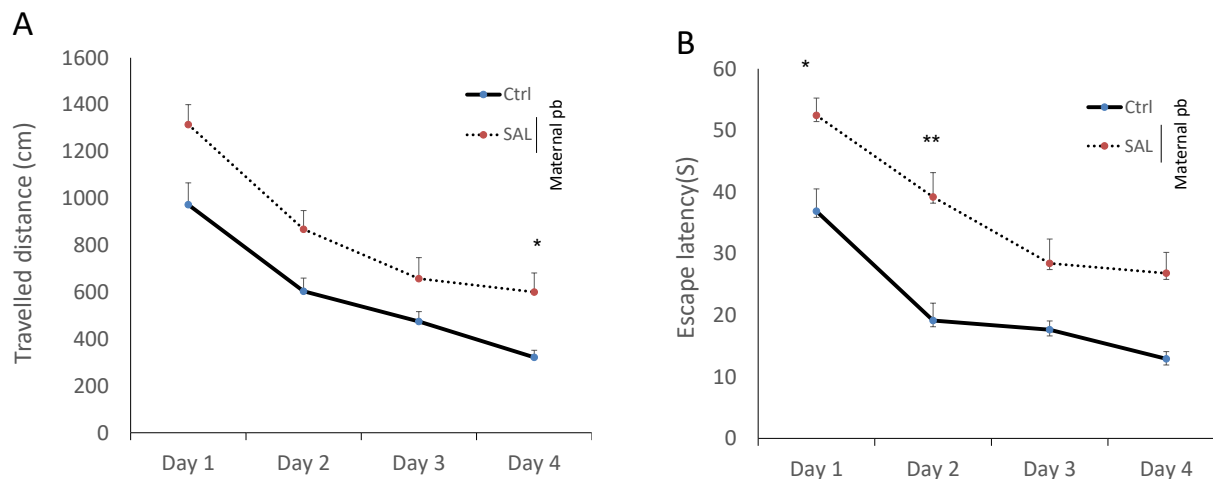 A
Travelled distance (cm)
1600
1400
1200
1000
800
600
400
200
0
Day 1 Day 2 Day 3 Day 4
Ctrl
SAL
Maternal pb
*
B
Escape latency(S)
60
50
40
30
20
10
0
Day 1 Day 2 Day 3 Day 4
Ctrl
SAL
Maternal pb
*
**